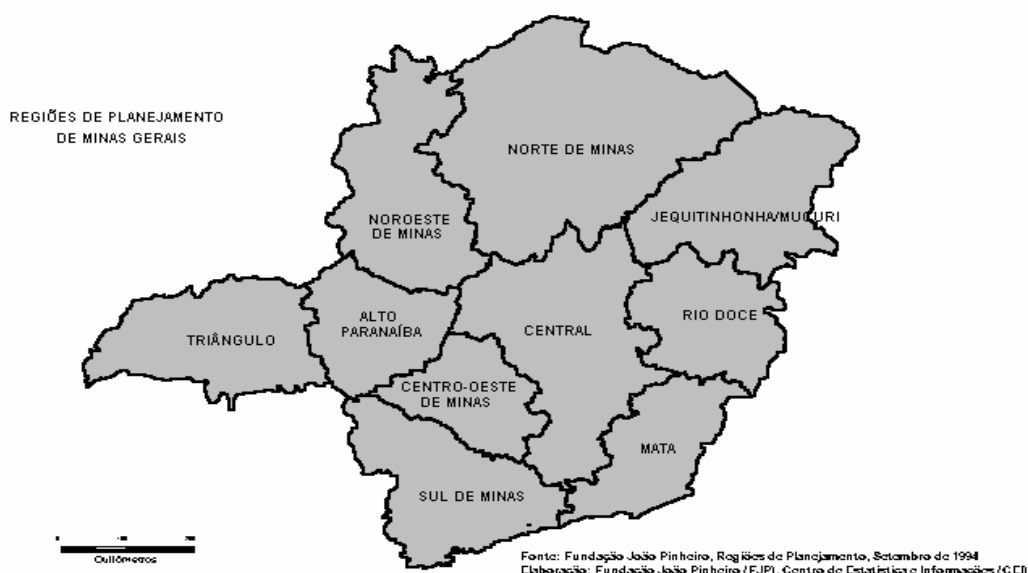 REGIÕES DE PLANEJAMENTO
DE MINAS GERAIS
NORTE DE MINAS
JEQUITINHONHA/MUCURI
NOROESTE
DE MINAS
ALTO
PARANAÍBA
TRIÂNGULO
CENTRAL
RIO DOCE
CENTRO-OESTE
DE MINAS
MATA
SUL DE MINAS
Quilômetros
Fonte: Fundação João Pinheiro, Regiões de Planejamento, Setembro de 1994
Elaboração: Fundação João Pinheiro (FJP), Centro de Estatística e Informações (CEI)